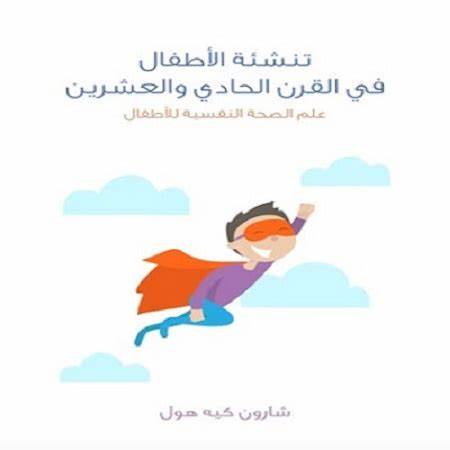 تنشئة الأطفال
في القرن الحادي والعشرين
علم الصحة النفسية للأطفال
شارون كيه هول